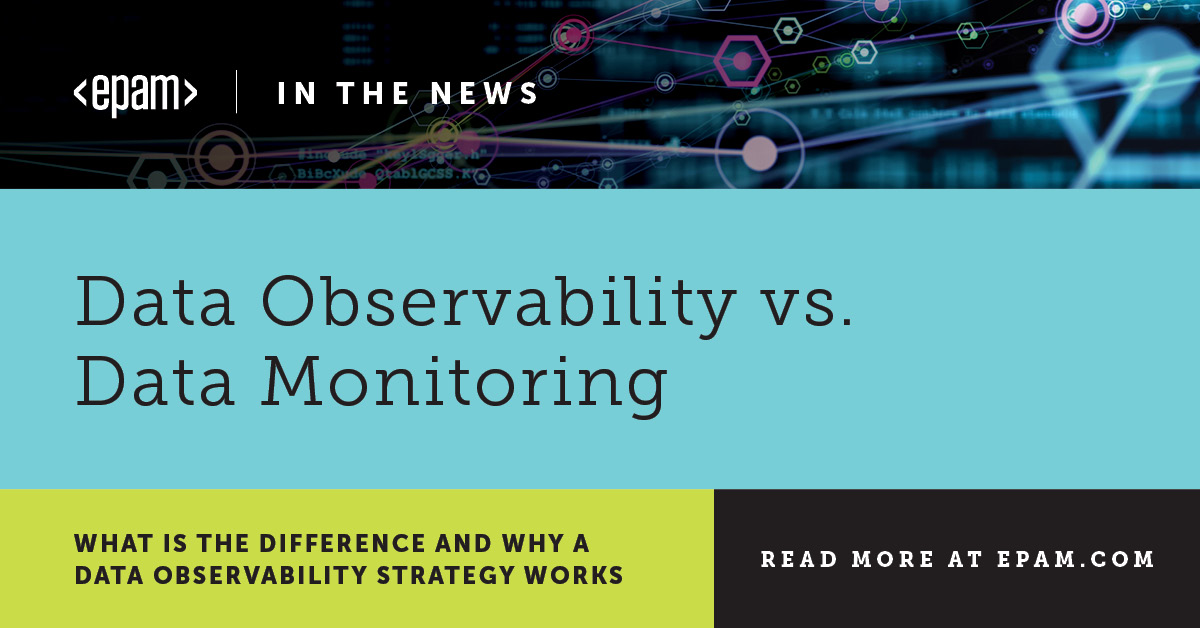 <epam> IN THE NEWS
Data Observability vs.
Data Monitoring
WHAT IS THE DIFFERENCE AND WHY A
DATA OBSERVABILITY STRATEGY WORKS
READ MORE AT EPAM.COM